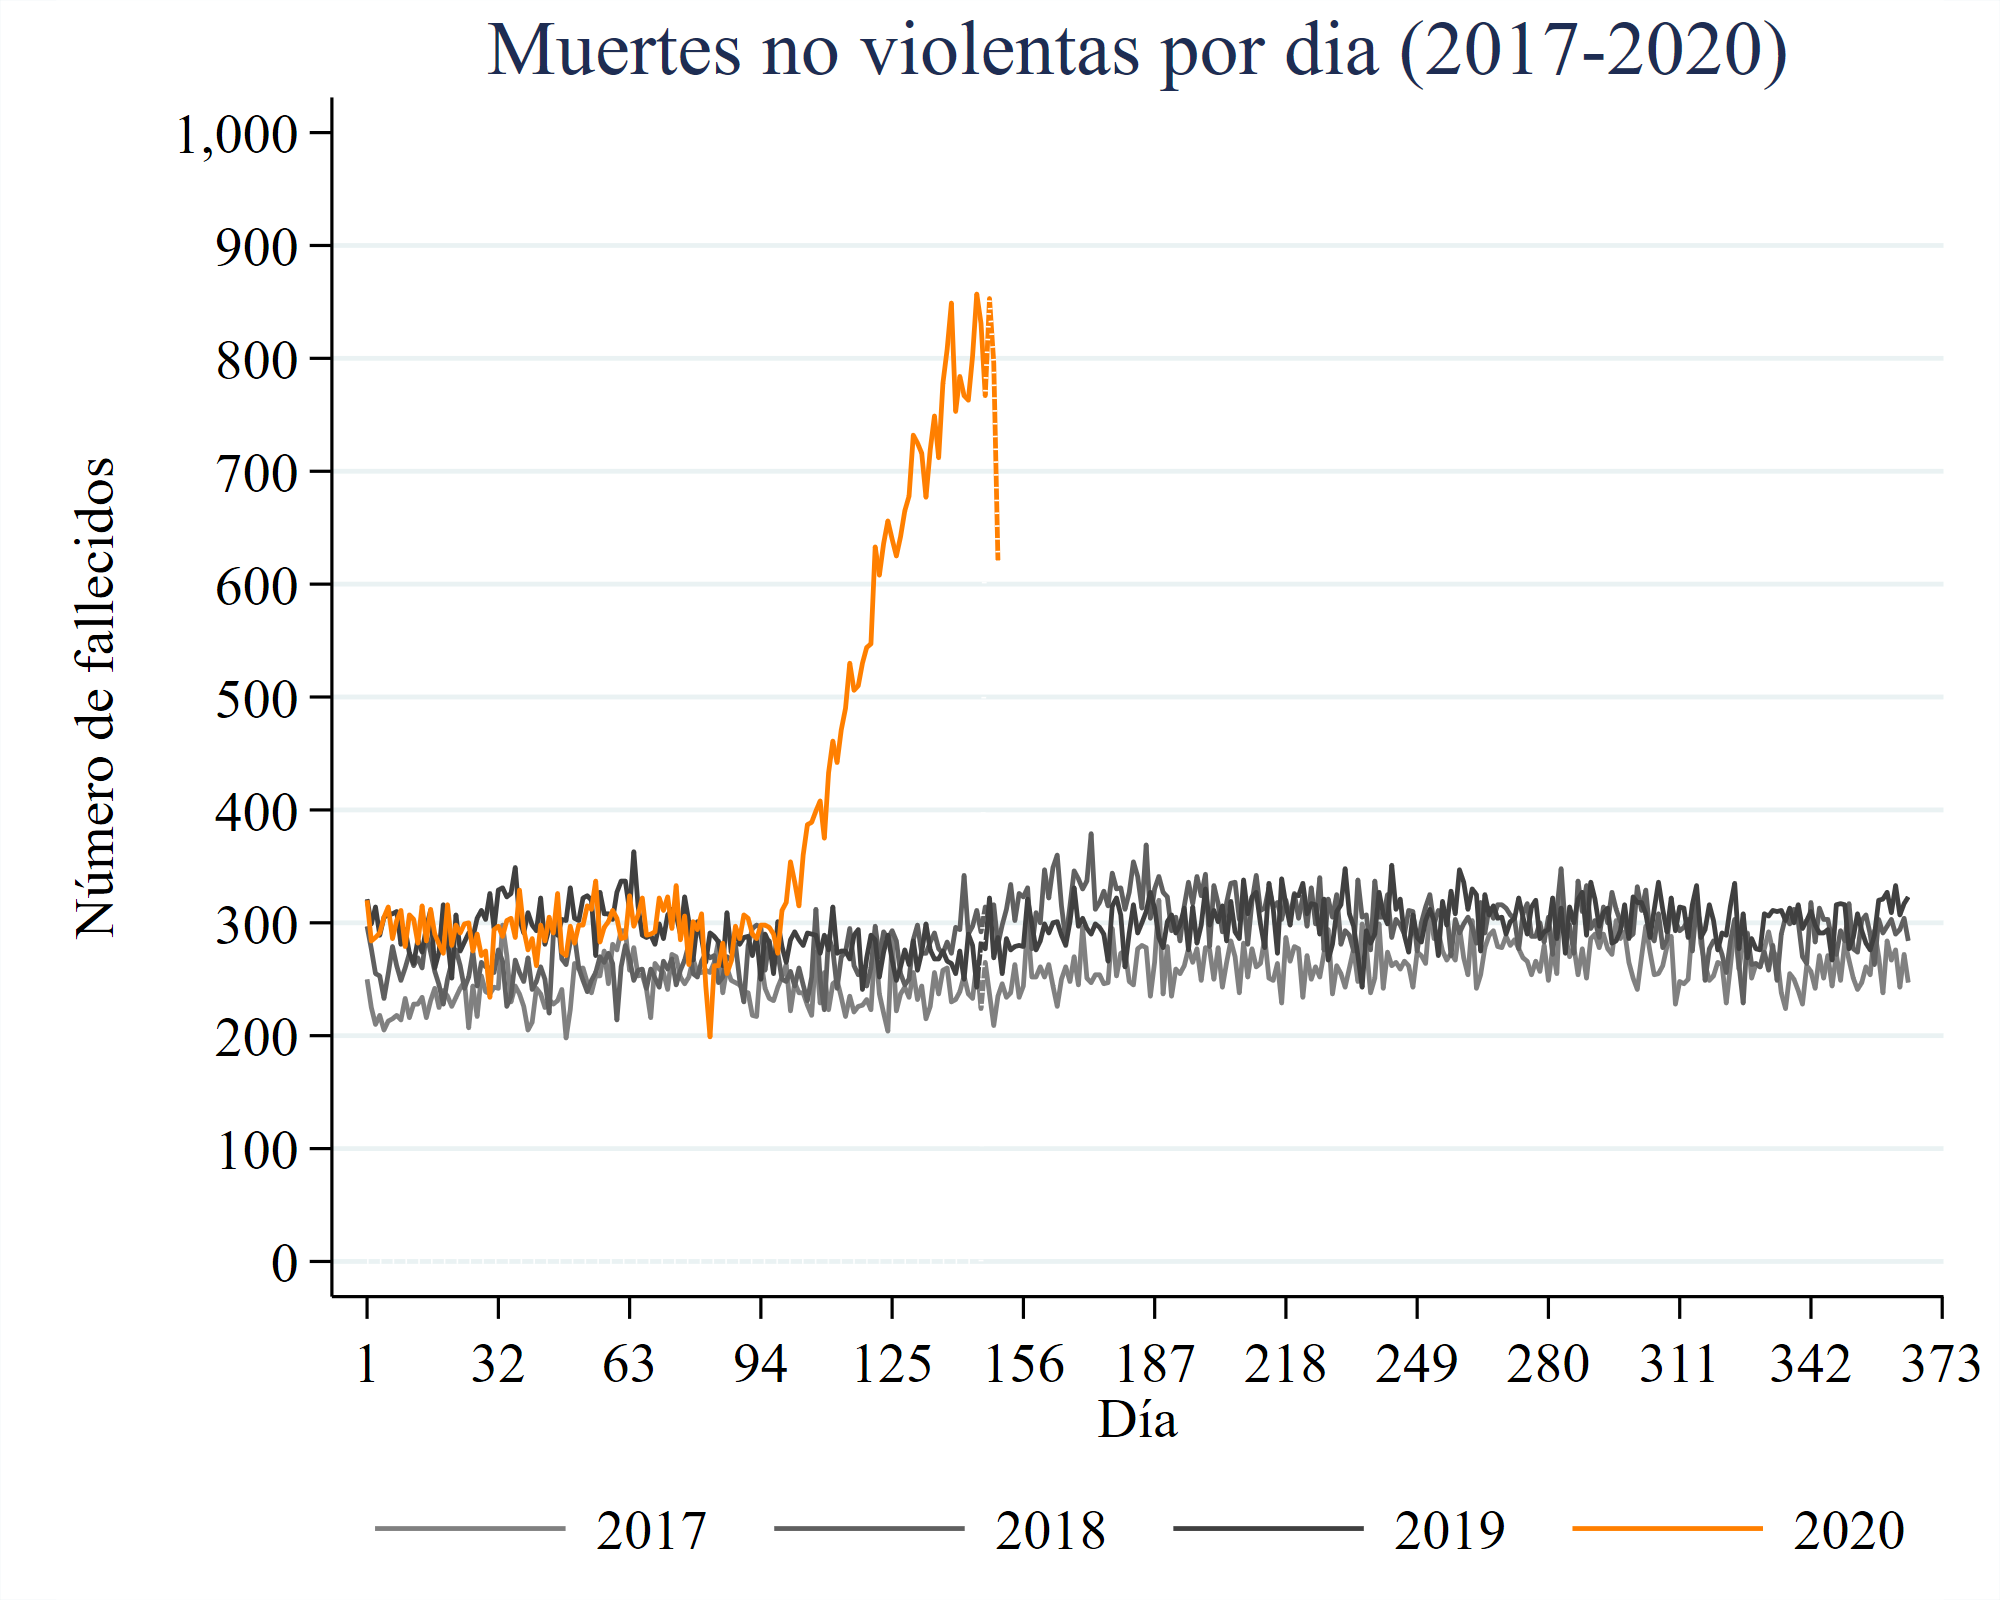 Muertes no violentas por dia (2017-2020)
Número de fallecidos
1,000
900
800
700
600
500
400
300
200
100
0
1 32 63 94 125 156 187 218 249 280 311 342 373
Día
2017 2018 2019 2020